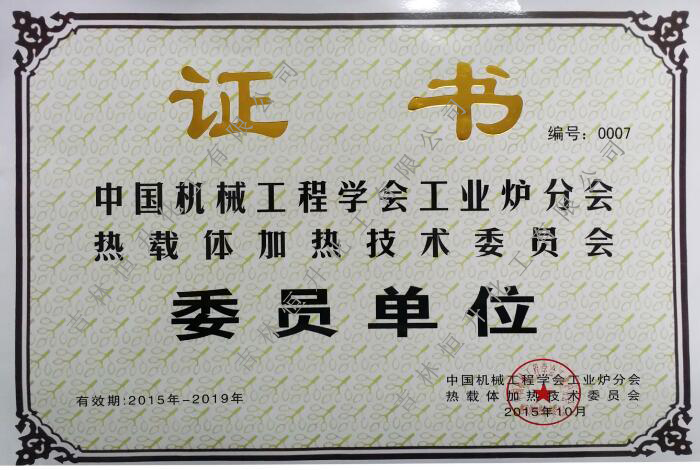 证书
编号：0007
中国机械工程学会工业炉分会
热载体加热技术委员会
委员单位
有效期:2015年-2019年
中国机械工程学会工业炉分会
热载体加热技术委员会
2015年10月